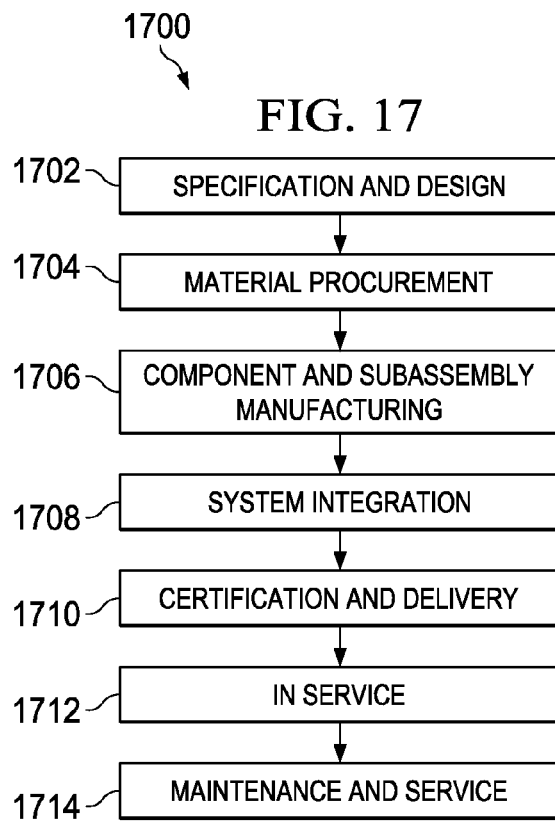 1700
FIG. 17
1702
SPECIFICATION AND DESIGN
1704
MATERIAL PROCUREMENT
1706
COMPONENT AND SUBASSEMBLY
MANUFACTURING
1708
SYSTEM INTEGRATION
1710
CERTIFICATION AND DELIVERY
1712
IN SERVICE
1714
MAINTENANCE AND SERVICE